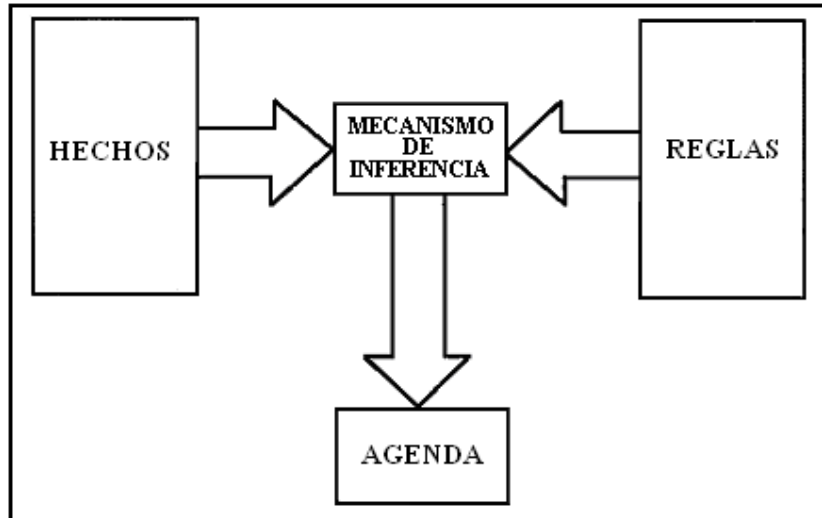 HECHOS
MECANISMO
DE
INFERENCIA
REGLAS
AGENDA